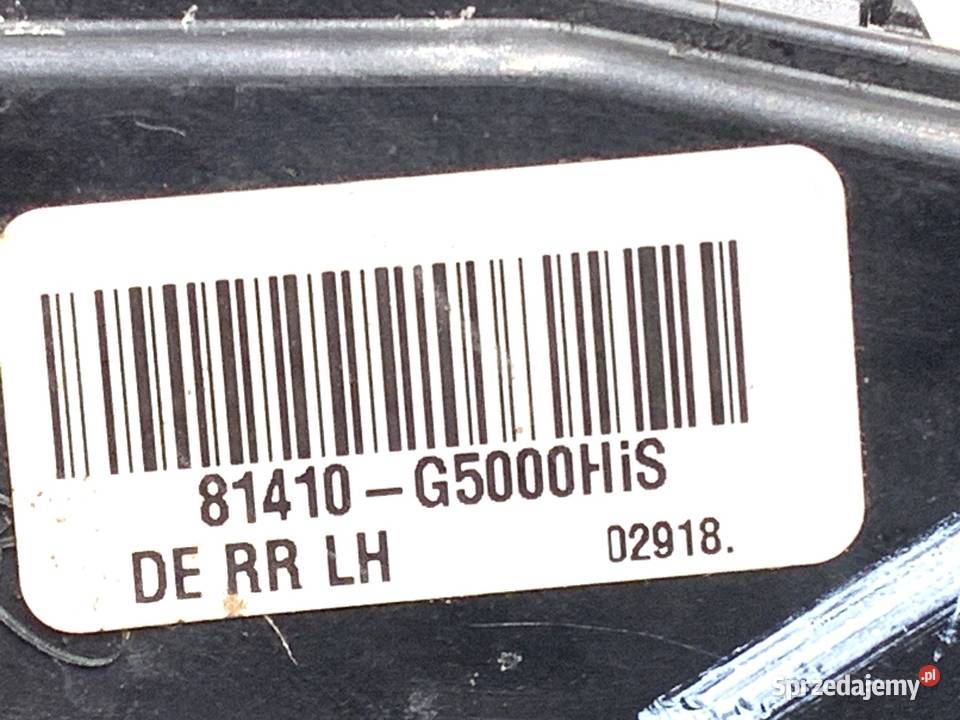 81410-G5000HiS
DE RR LH 02918.
Sprzedajemy.pl